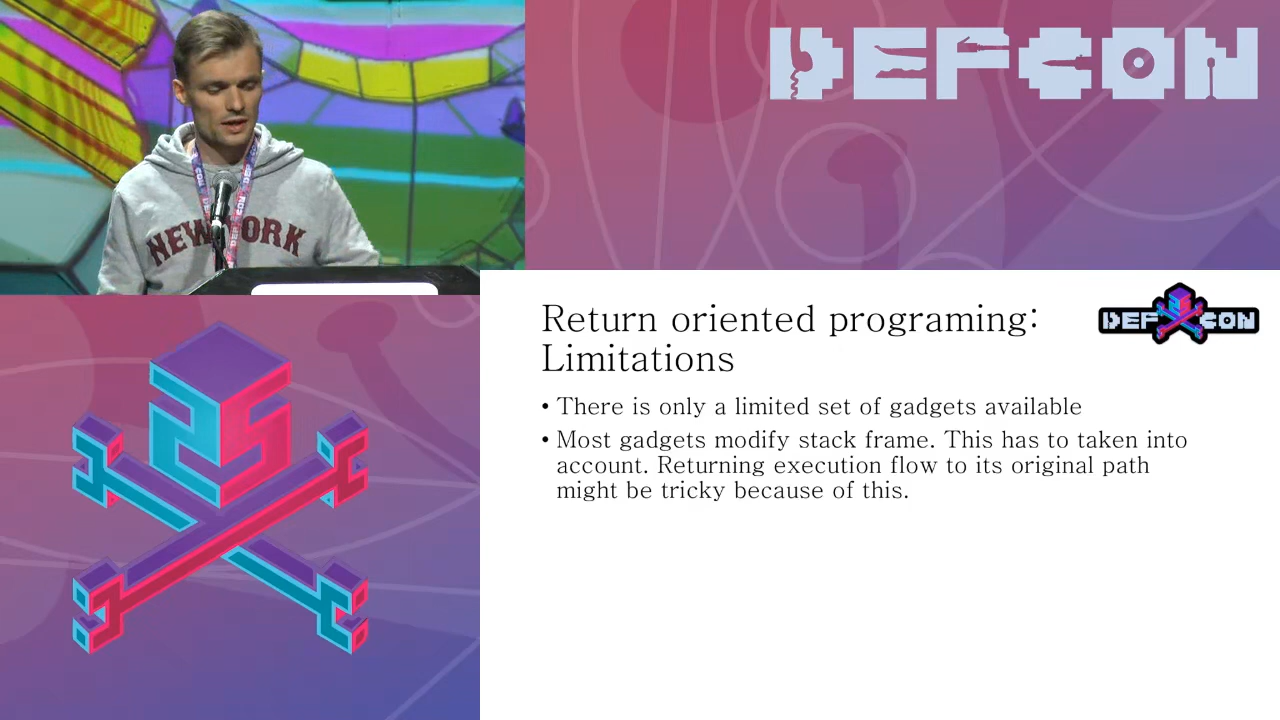 DEFCON
NEW YORK
Return oriented programing:
Limitations
DEF CON
• There is only a limited set of gadgets available
• Most gadgets modify stack frame. This has to taken into
account. Returning execution flow to its original path
might be tricky because of this.